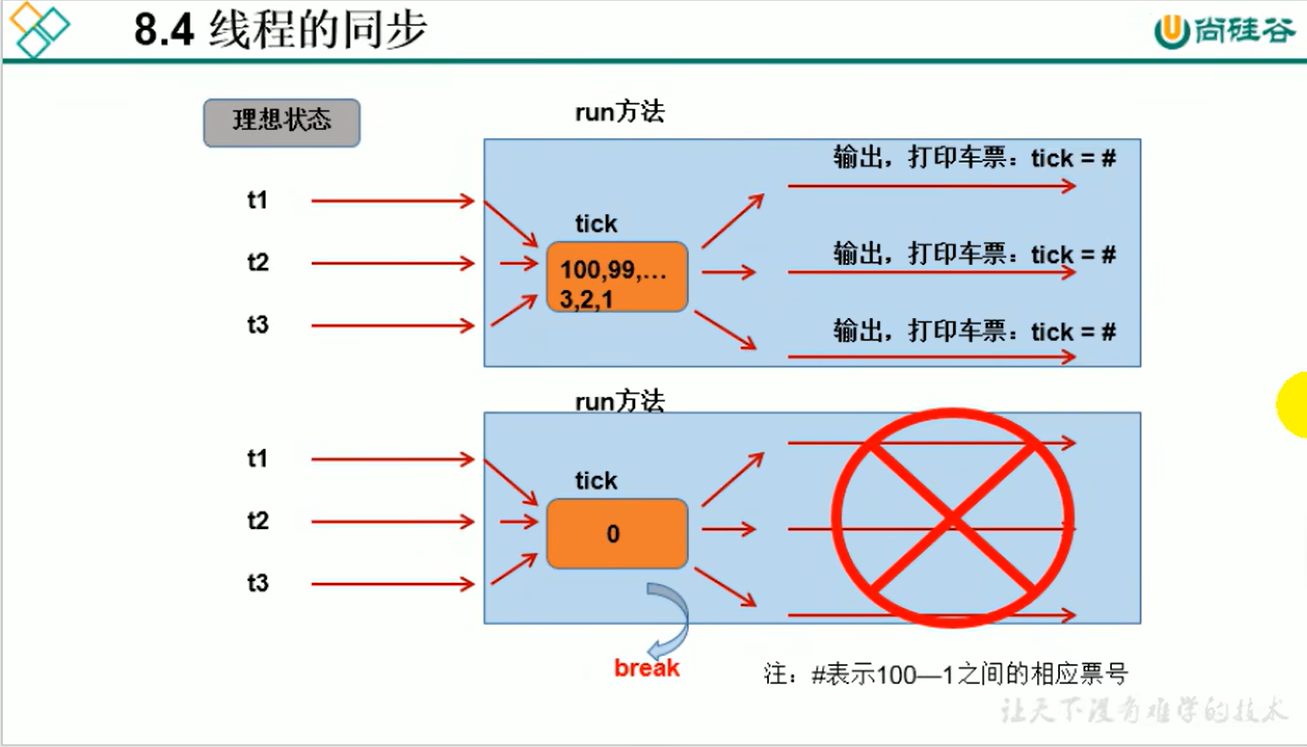 8.4 线程的同步
尚硅谷
理想状态
run方法
输出，打印车票：tick = #
t1
tick
t2
100,99,…
3,2,1
输出，打印车票：tick = #
t3
输出，打印车票：tick = #
run方法
t1
tick
t2
0
t3
break
注：#表示100—1之间的相应票号
让天下没有难学的技术